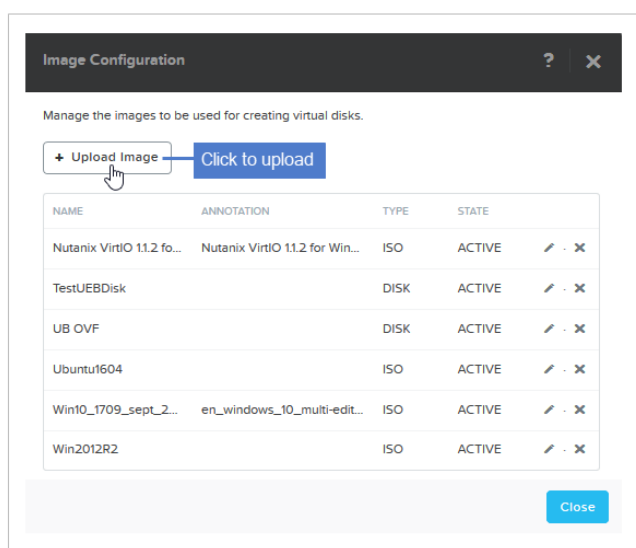 Image Configuration ? ×
Manage the images to be used for creating virtual disks.
+ Upload Image Click to upload
NAME ANNOTATION TYPE STATE
Nutanix VirtIO 1.1.2 fo... Nutanix VirtIO 1.1.2 for Win... ISO ACTIVE
TestUEBDisk DISK ACTIVE
UB OVF DISK ACTIVE
Ubuntu1604 ISO ACTIVE
Win10_1709_sept_2... en_windows_10_multi-edit... ISO ACTIVE
Win2012R2 ISO ACTIVE
Close